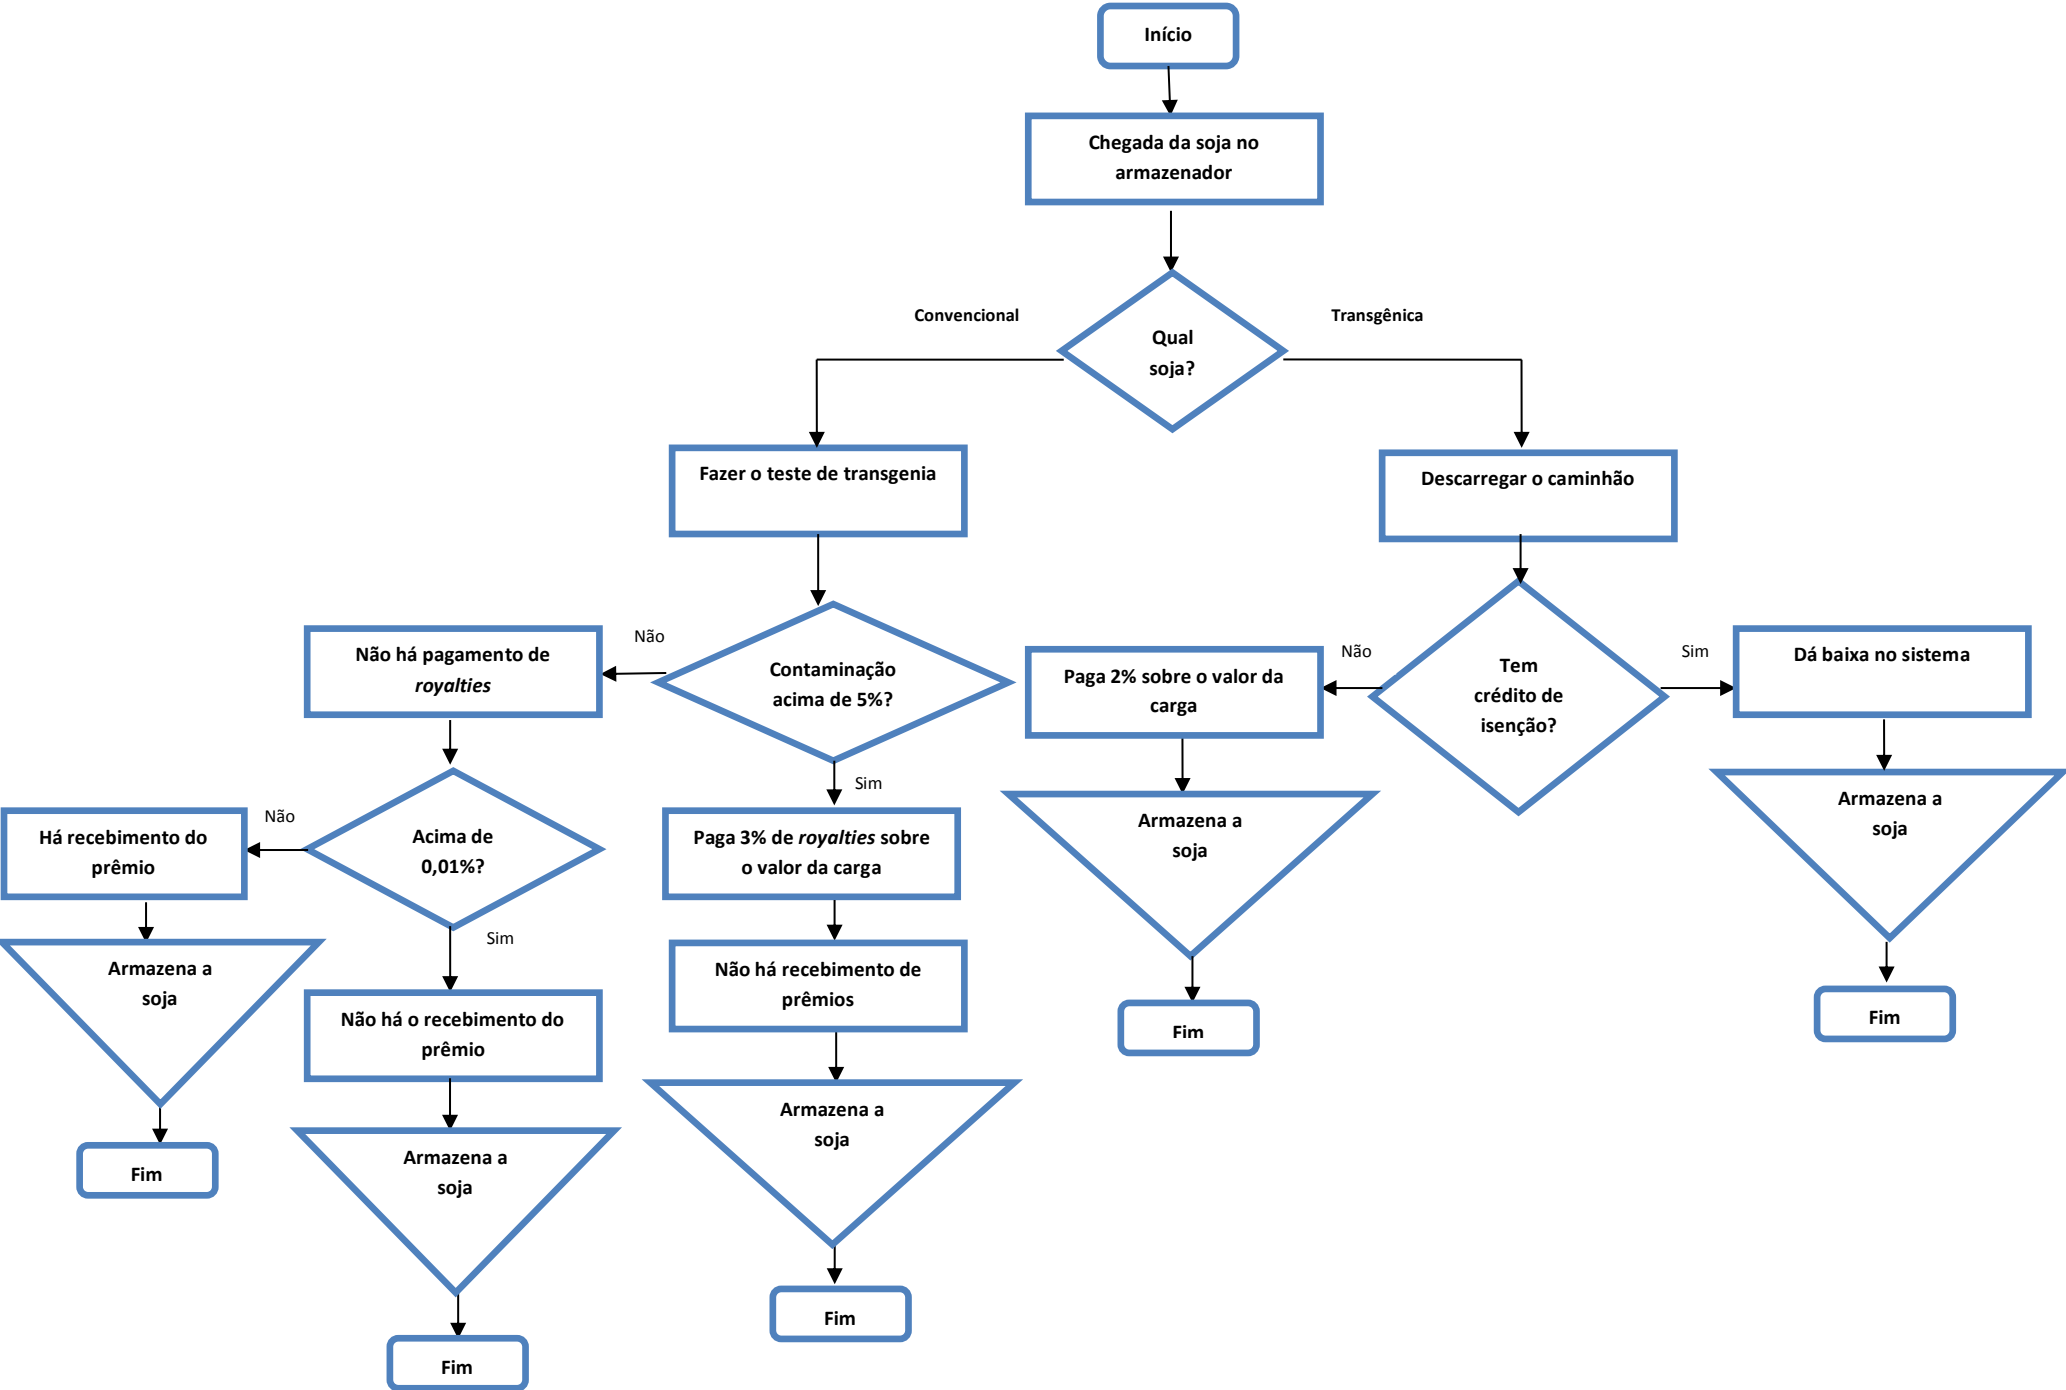 Início
Chegada da soja no
armazenador
Convencional
Transgênica
Qual
soja?
Fazer o teste de transgenia
Descarregar o caminhão
Não
Não há pagamento de
royalties
Contaminação
acima de 5%?
Paga 2% sobre o valor da
carga
Não
Tem
crédito de
isenção?
Sim
Dá baixa no sistema
Sim
Não
Há recebimento do
prêmio
Acima de
0,01%?
Paga 3% de royalties sobre
o valor da carga
Armazena a
soja
Armazena a
soja
Sim
Armazena a
soja
Não há o recebimento do
prêmio
Não há recebimento de
prêmios
Fim
Fim
Armazena a
soja
Armazena a
soja
Fim
Fim
Fim